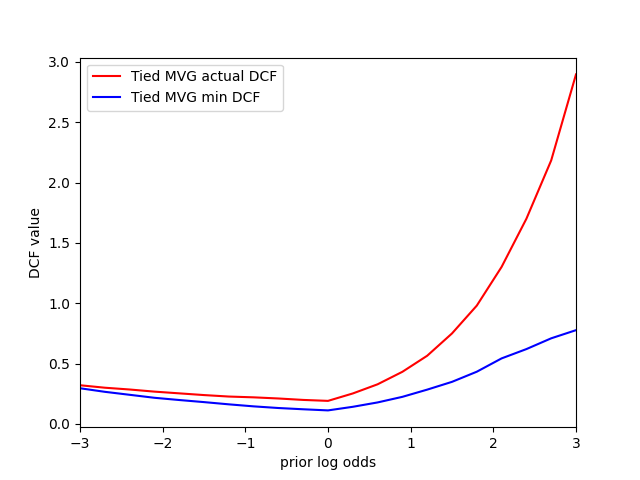 Tied MVG actual DCF
Tied MVG min DCF
DCF value
3.0
2.5
2.0
1.5
1.0
0.5
0.0
−3 −2 −1 0 1 2 3
prior log odds